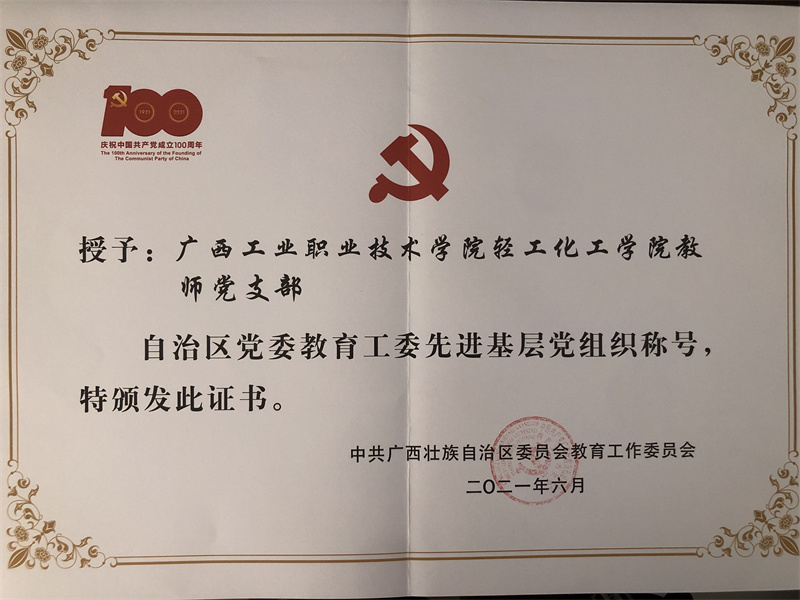 100
1921 2021
庆祝中国共产党成立100周年
The 100th Anniversary of the Founding of
The Communist Party of China
授予：广西工业职业技术学院轻工化工学院教
师党支部
自治区党委教育工委先进基层党组织称号，
特颁发此证书。
中共广西壮族自治区委员会教育工作委员会
二〇二一年六月